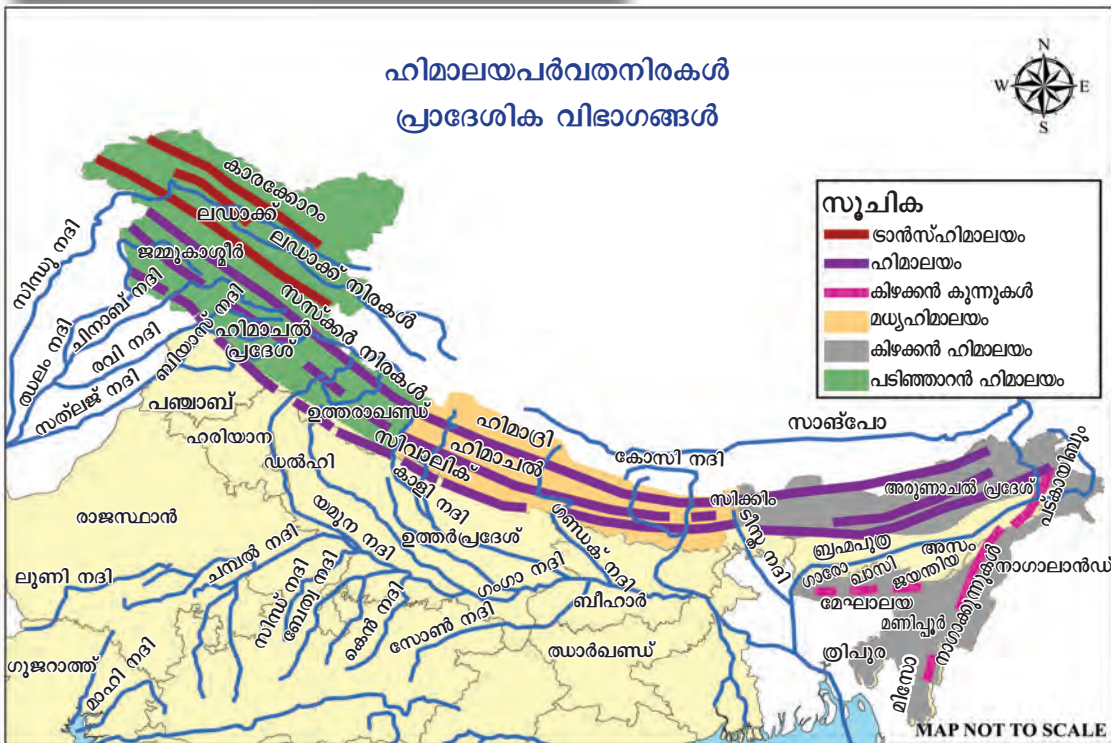 ഹിമാലയപർവതനിരകൾ
പ്രാദേശിക വിഭാഗങ്ങൾ
N
W E
S
സൂചിക
ട്രാൻസ്ഹിമാലയം
ഹിമാലയം
കിഴക്കൻ കുന്നുകൾ
മധ്യഹിമാലയം
കിഴക്കൻ ഹിമാലയം
പടിഞ്ഞാറൻ ഹിമാലയം
കാരക്കോറം
ലഡാക്ക്
ലഡാക്ക് നിരകൾ
ജമ്മുകാശ്മീർ
സസ്കർ നിരകൾ
സിന്ധു നദി
ഝലം നദി
ചിനാബ് നദി
രവി നദി
ബിയാസ് നദി
സത്‌ലജ് നദി
ഹിമാചൽ
പ്രദേശ്
പഞ്ചാബ്
ഹരിയാന
ഡൽഹി
ഉത്തരാഖണ്ഡ്
ഹിമാദ്രി
ഹിമാചൽ
സിവാലിക്
കാളി നദി
കോസി നദി
സാങ്പോ
സിക്കിം
അരുണാചൽ പ്രദേശ്
പട്കായിബും
രാജസ്ഥാൻ
യമുന നദി
ഉത്തർപ്രദേശ്
ഗണ്ഡക് നദി
ടിസ്റ്റ നദി
ബ്രഹ്മപുത്ര
അസം
ഗാരോ
ഖാസി
ജയന്തിയ
നാഗാലാൻഡ്
നാഗാക്കുന്നുകൾ
മേഘാലയ
മണിപ്പൂർ
ലുണി നദി
ചമ്പൽ നദി
സിന്ധ് നദി
ബേത്വ നദി
കെൻ നദി
ഗംഗാ നദി
സോൺ നദി
ബീഹാർ
ഝാർഖണ്ഡ്
ത്രിപുര
മിസോ
ഗുജറാത്ത്
മാഹി നദി
MAP NOT TO SCALE